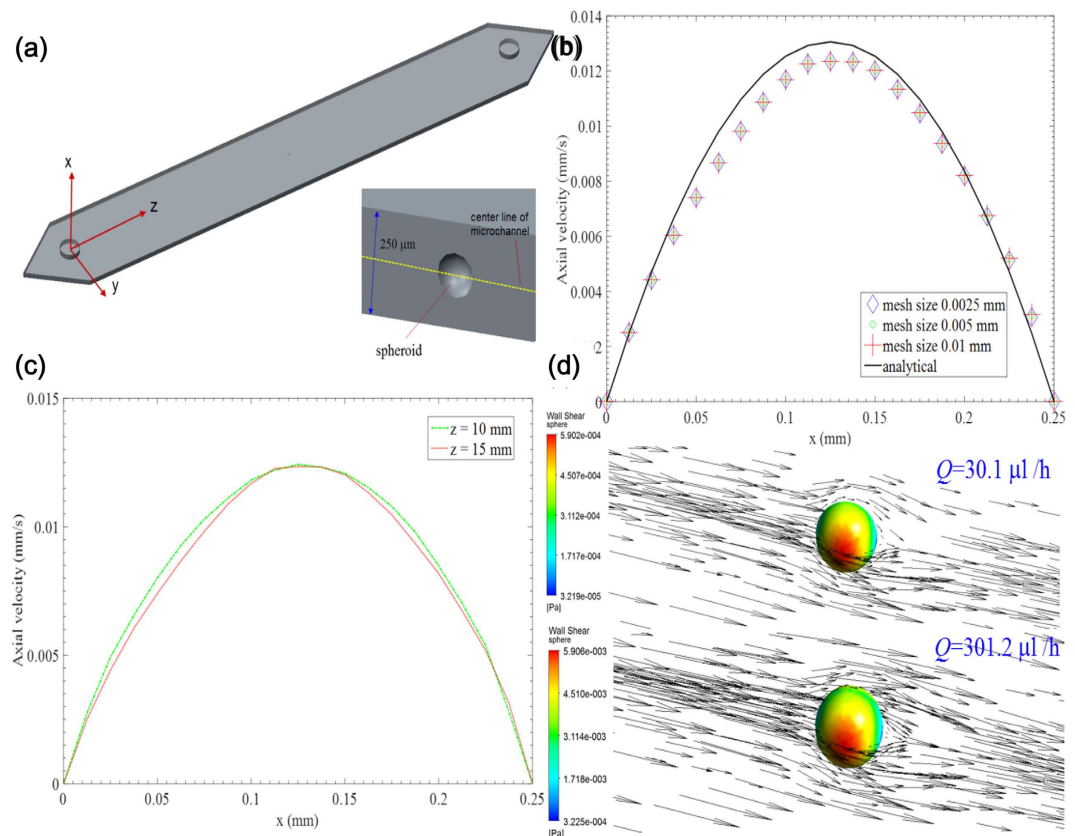 (a)
x
z
y
center line of
microchannel
250 μm
spheroid
(b)
0.014
0.012
0.01
0.008
0.006
0.004
0.002
0
Axial velocity (mm/s)
mesh size 0.0025 mm
mesh size 0.005 mm
mesh size 0.01 mm
analytical
0 0.05 0.1 0.15 0.2 0.25
x (mm)
(c)
0.015
0.01
0.005
0
Axial velocity (mm/s)
z = 10 mm
z = 15 mm
0 0.05 0.1 0.15 0.2 0.25
x (mm)
(d)
Wall Shear
sphere
5.902e-004
4.507e-004
3.112e-004
1.717e-004
3.219e-005
[Pa]
Q=30.1 μl /h
Wall Shear
sphere
5.906e-003
4.510e-003
3.114e-003
1.718e-003
3.225e-004
[Pa]
Q=301.2 μl /h